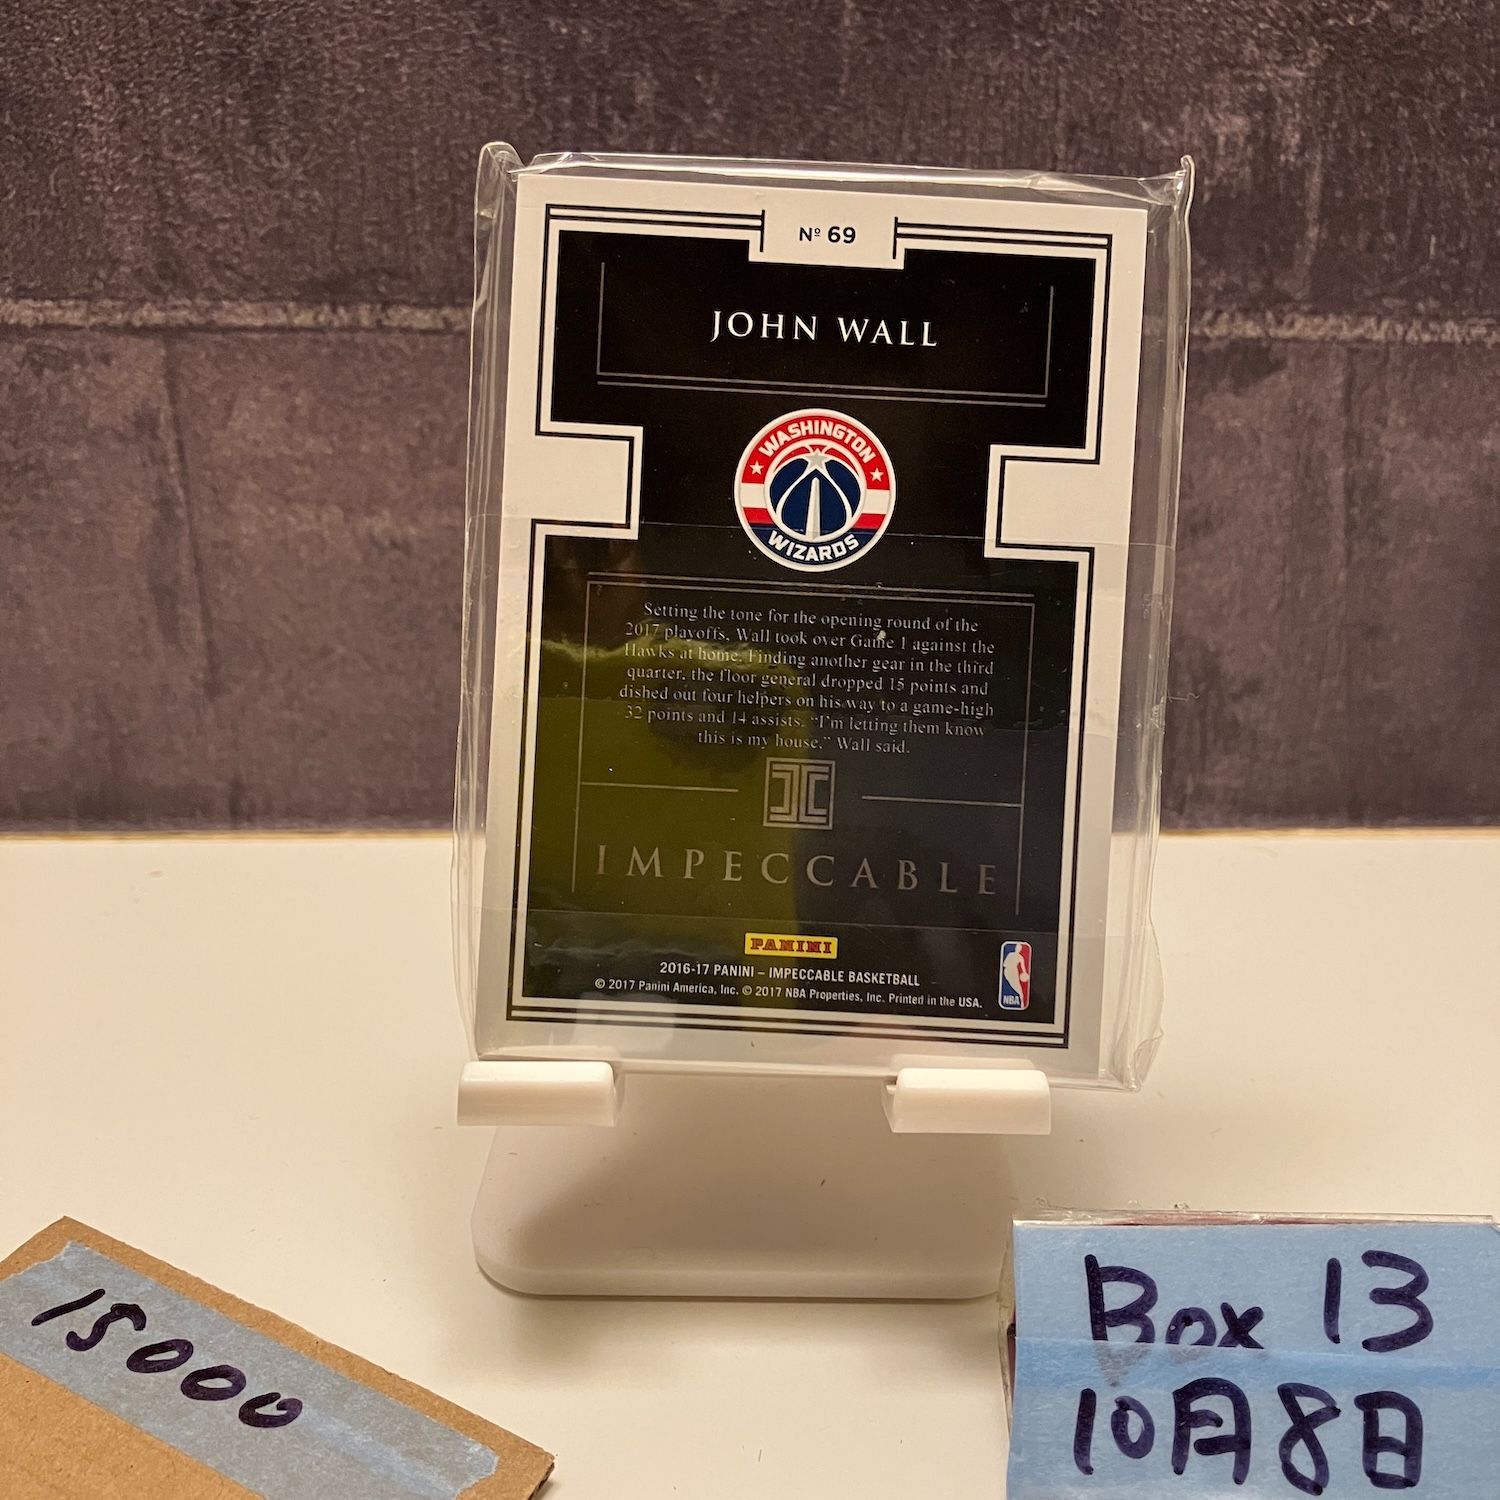 Nº 69
JOHN WALL
WASHINGTON
WIZARDS
Setting the tone for the opening round of the
2017 playoffs, Wall took over Game 1 against the
Hawks at home. Finding another gear in the third
quarter, the floor general dropped 15 points and
dished out four helpers on his way to a game-high
32 points and 14 assists. “I'm letting them know
this is my house,” Wall said.
IMPECCABLE
PANINI
2016-17 PANINI – IMPECCABLE BASKETBALL
© 2017 Panini America, Inc. © 2017 NBA Properties, Inc. Printed in the USA.
NBA
15000
Box 13
10月8日